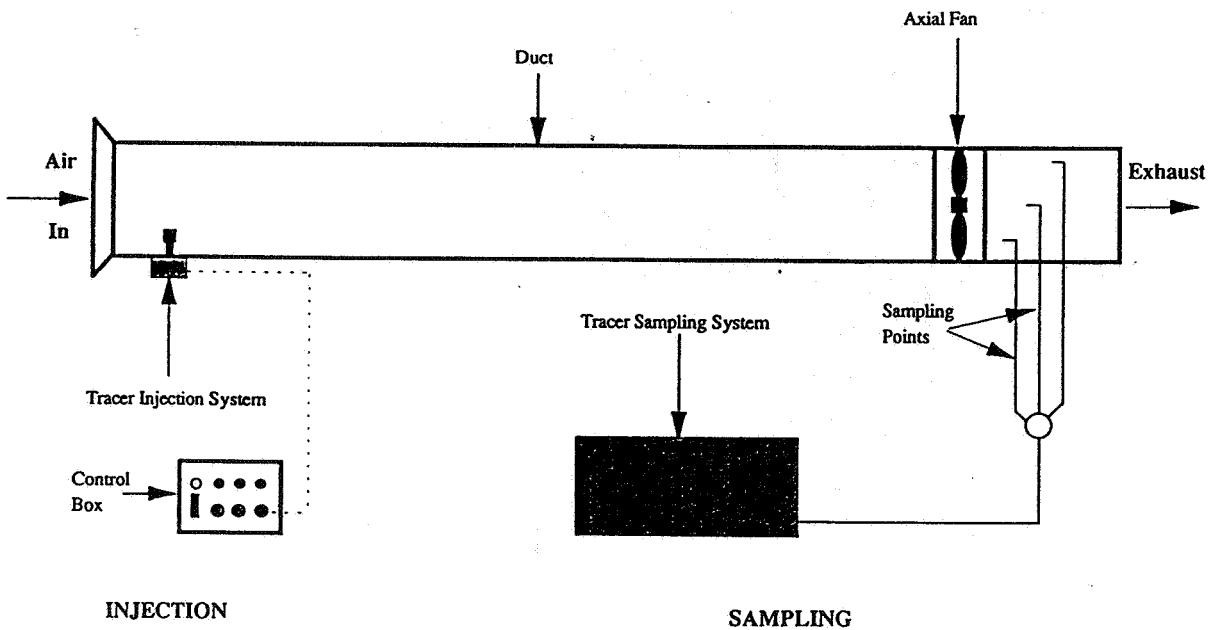 Axial Fan
Duct
Air
In
Exhaust
Sampling
Points
Tracer Sampling System
Tracer Injection System
Control
Box
INJECTION
SAMPLING